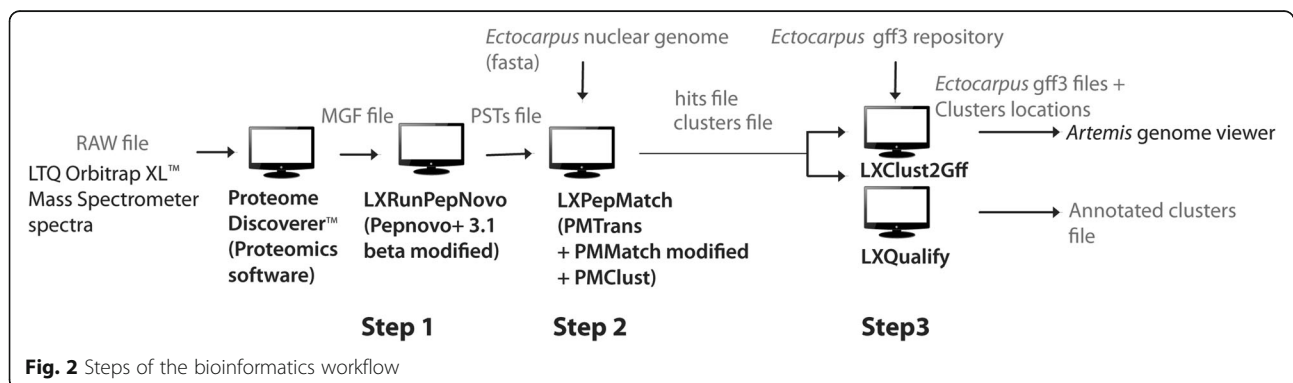 Ectocarpus nuclear genome
(fasta)
Ectocarpus gff3 repository
RAW file
LTQ Orbitrap XL™
Mass Spectrometer
spectra
Proteome
Discoverer™
(Proteomics
software)
MGF file
LXRunPepNovo
(Pepnovo+ 3.1
beta modified)
PSTs file
LXPepMatch
(PMTrans
+ PMMatch modified
+ PMClust)
hits file
clusters file
LXClust2Gff
Ectocarpus gff3 files +
Clusters locations
Artemis genome viewer
LXQualify
Annotated clusters
file
Step 1
Step 2
Step3
Fig. 2 Steps of the bioinformatics workflow